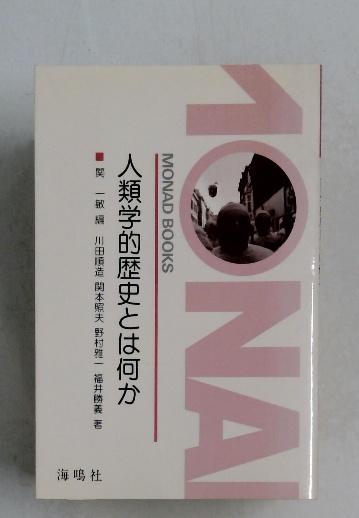 MONAD BOOKS
人類学的歴史とは何か
■ 関 一敏 編 川田順造 関本照夫 野村雅一 福井勝義 著
海鳴社
MONAD